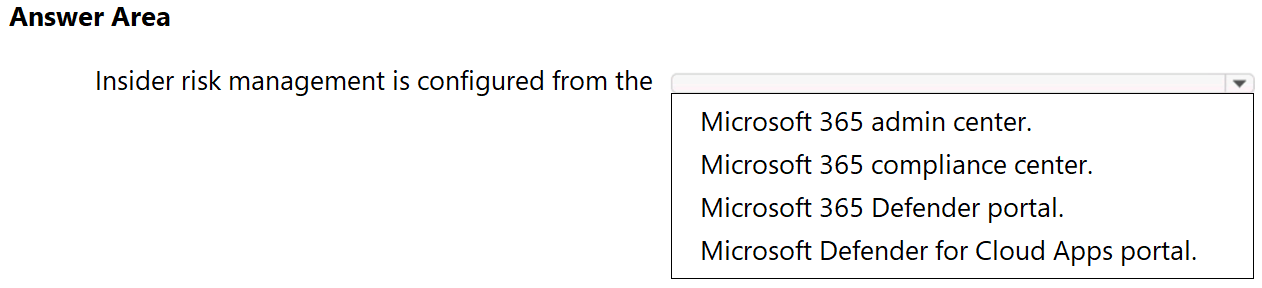 Answer Area
Insider risk management is configured from the
Microsoft 365 admin center.
Microsoft 365 compliance center.
Microsoft 365 Defender portal.
Microsoft Defender for Cloud Apps portal.